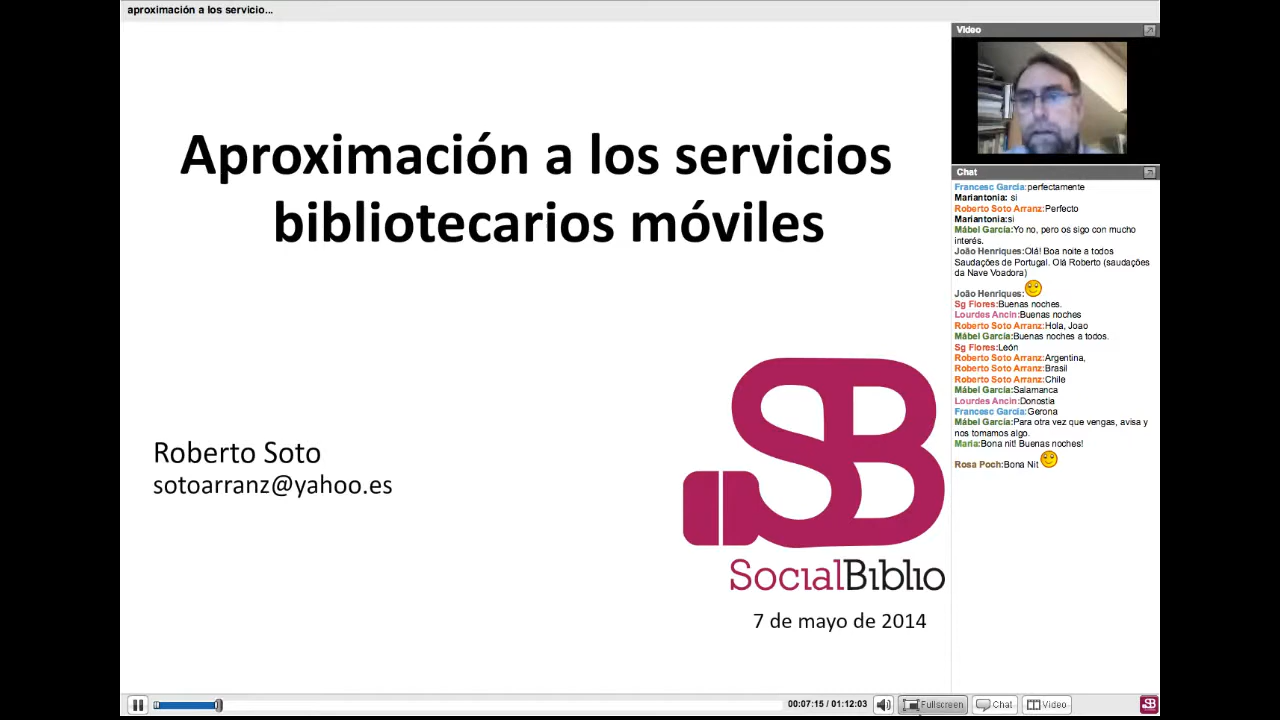 aproximación a los servicio...
Aproximación a los servicios
bibliotecarios móviles
Roberto Soto
sotoarranz@yahoo.es
SB
SocialBiblio
7 de mayo de 2014
Video
Chat
Francesc Garcia:perfectamente
Mariantonia: si
Roberto Soto Arranz:Perfecto
Mariantonia:si
Mábel García:Yo no, pero os sigo con mucho
interés.
João Henriques:Olá! Boa noite a todos
Saudações de Portugal. Olá Roberto (saudações
da Nave Voadora)
João Henriques:
Sg Flores:Buenas noches.
Lourdes Ancin:Buenas noches
Roberto Soto Arranz:Hola, Joao
Mábel García:Buenas noches a todos.
Sg Flores:León
Roberto Soto Arranz:Argentina,
Roberto Soto Arranz:Brasil
Roberto Soto Arranz:Chile
Mábel García:Salamanca
Lourdes Ancin:Donostia
Francesc Garcia:Gerona
Mábel García:Para otra vez que vengas, avisa y
nos tomamos algo.
Maria:Bona nit! Buenas noches!
Rosa Poch:Bona Nit
00:07:15 / 01:12:03
Fullscreen
Chat
Video
SB